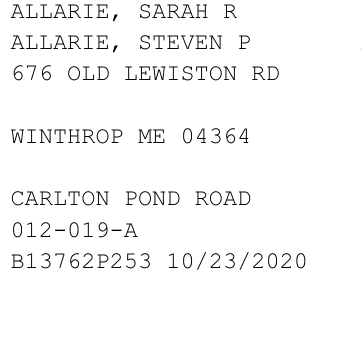 ALLARIE, SARAH R
ALLARIE, STEVEN P
676 OLD LEWISTON RD
WINTHROP ME 04364
CARLTON POND ROAD
012-019-A
B13762P253 10/23/2020